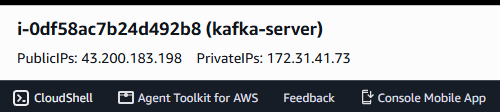 i-0df58ac7b24d492b8 (kafka-server)
PublicIPs: 43.200.183.198 PrivateIPs: 172.31.41.73
CloudShell Agent Toolkit for AWS Feedback Console Mobile App